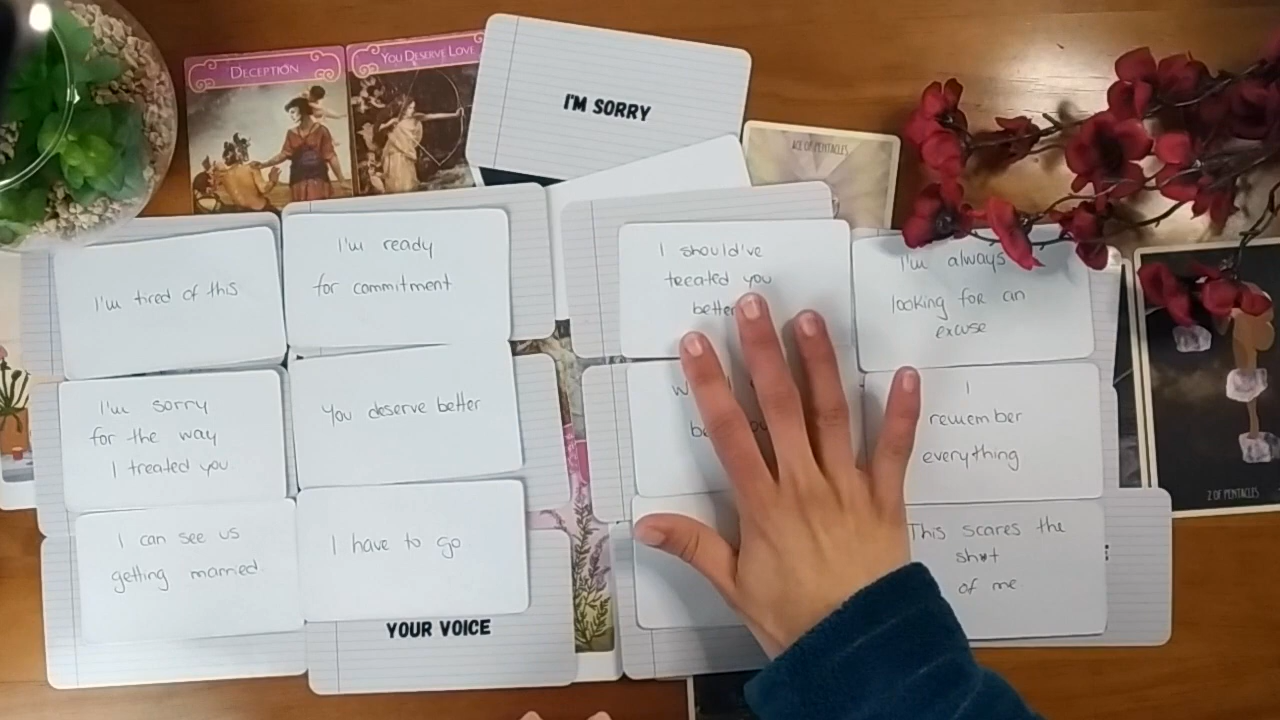 DECEPTION
YOU DESERVE LOVE
I'M SORRY
ACE OF PENTACLES
I'm tired of this
I'm ready
for commitment
I should've
treated you
better
I'm always
looking for an
excuse
I'm sorry
for the way
I treated you
You deserve better
I
remember
everything
I can see us
getting married
I have to go
This scares the
sh*t
of me
YOUR VOICE
2 OF PENTACLES